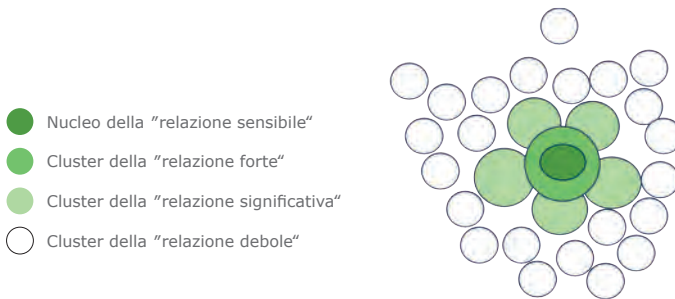 Nucleo della ″relazione sensibile“
Cluster della ″relazione forte“
Cluster della ″relazione significativa“
Cluster della ″relazione debole“